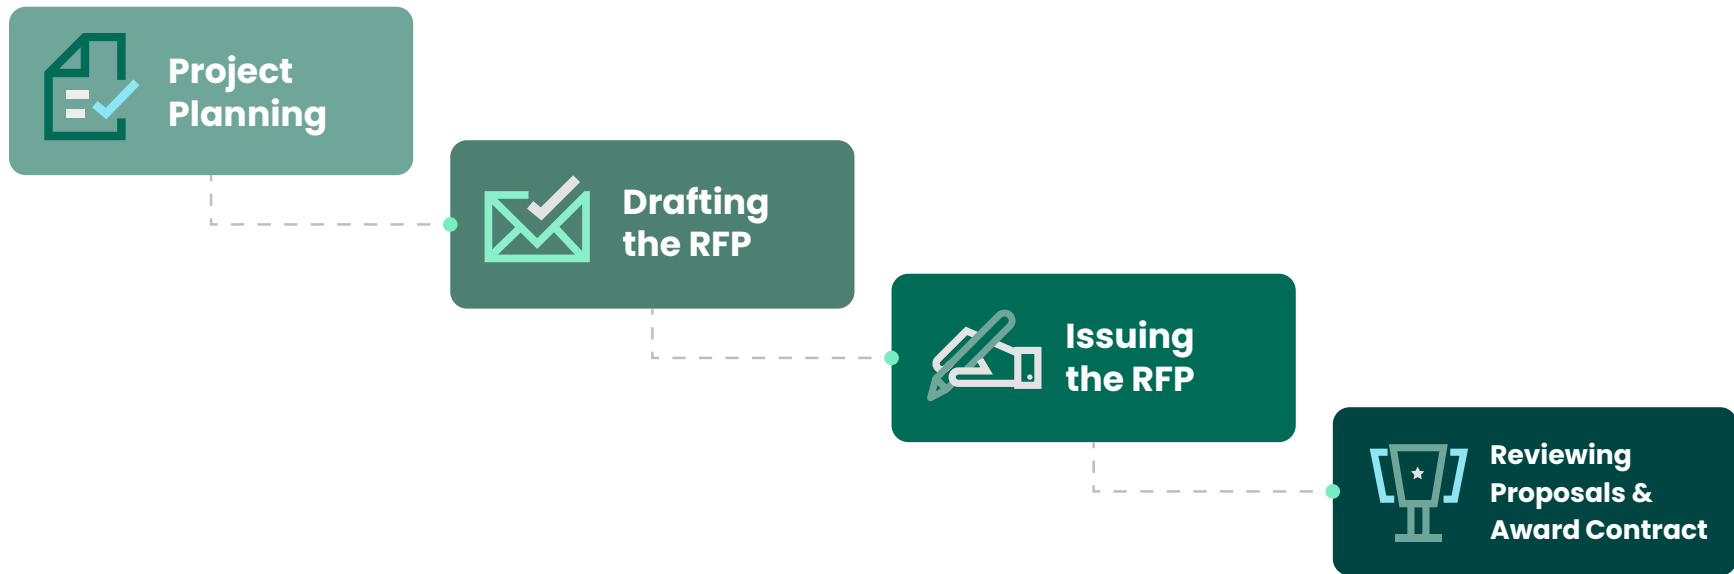 Project
Planning
Drafting
the RFP
Issuing
the RFP
Reviewing
Proposals &
Award Contract